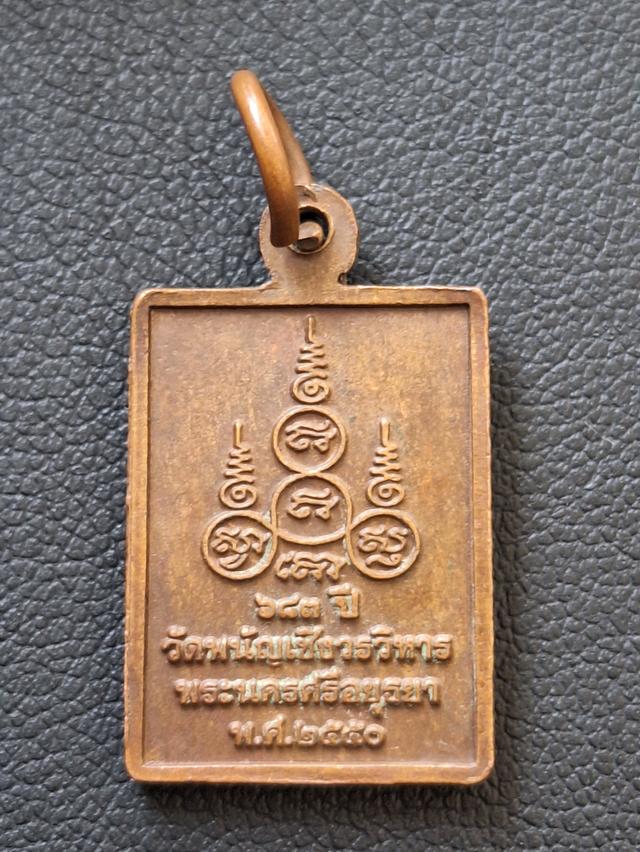 ๖๘๓ ปี
วัดพนัญเชิงวรวิหาร
พระนครศรีอยุธยา
พ.ศ.๒๕๕๐